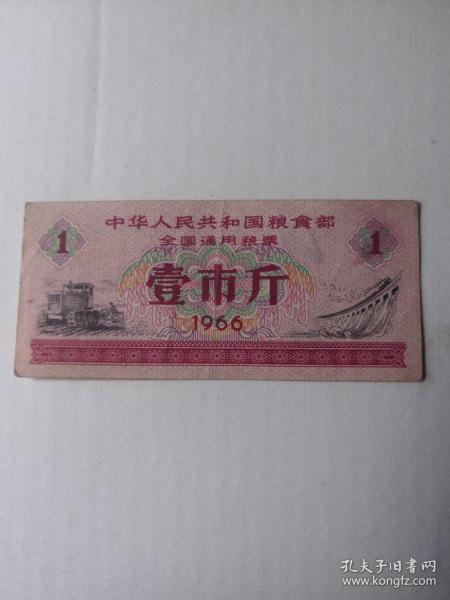 中华人民共和国粮食部
全国通用粮票
1 壹市斤 1
1966
孔夫子旧书网
www.kongfz.com